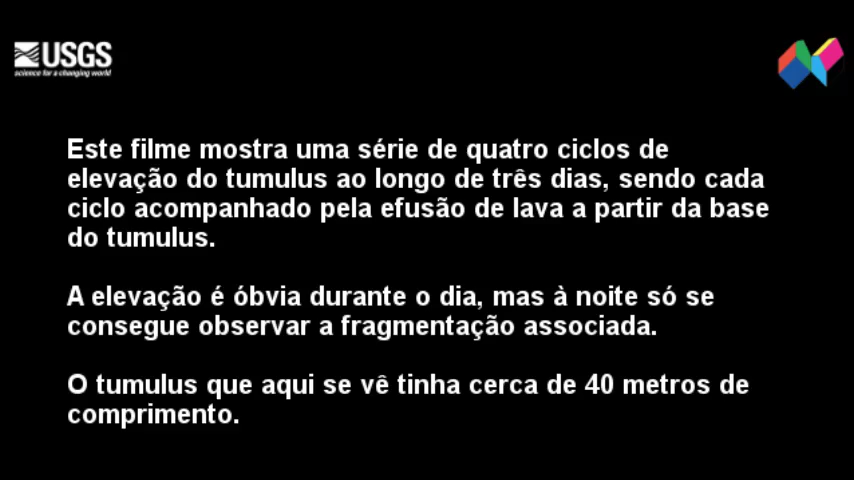 USGS
science for a changing world
Este filme mostra uma série de quatro ciclos de
elevação do tumulus ao longo de três dias, sendo cada
ciclo acompanhado pela efusão de lava a partir da base
do tumulus.
A elevação é óbvia durante o dia, mas à noite só se
consegue observar a fragmentação associada.
O tumulus que aqui se vê tinha cerca de 40 metros de
comprimento.